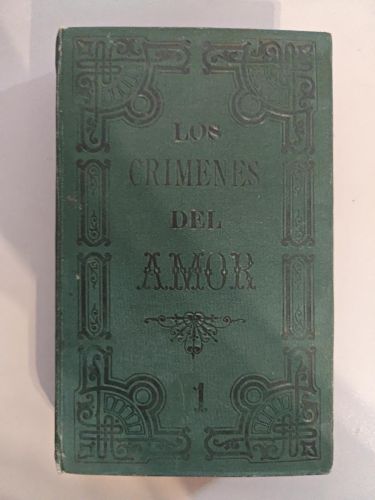 LOS
CRIMENES
DEL
AMOR
1